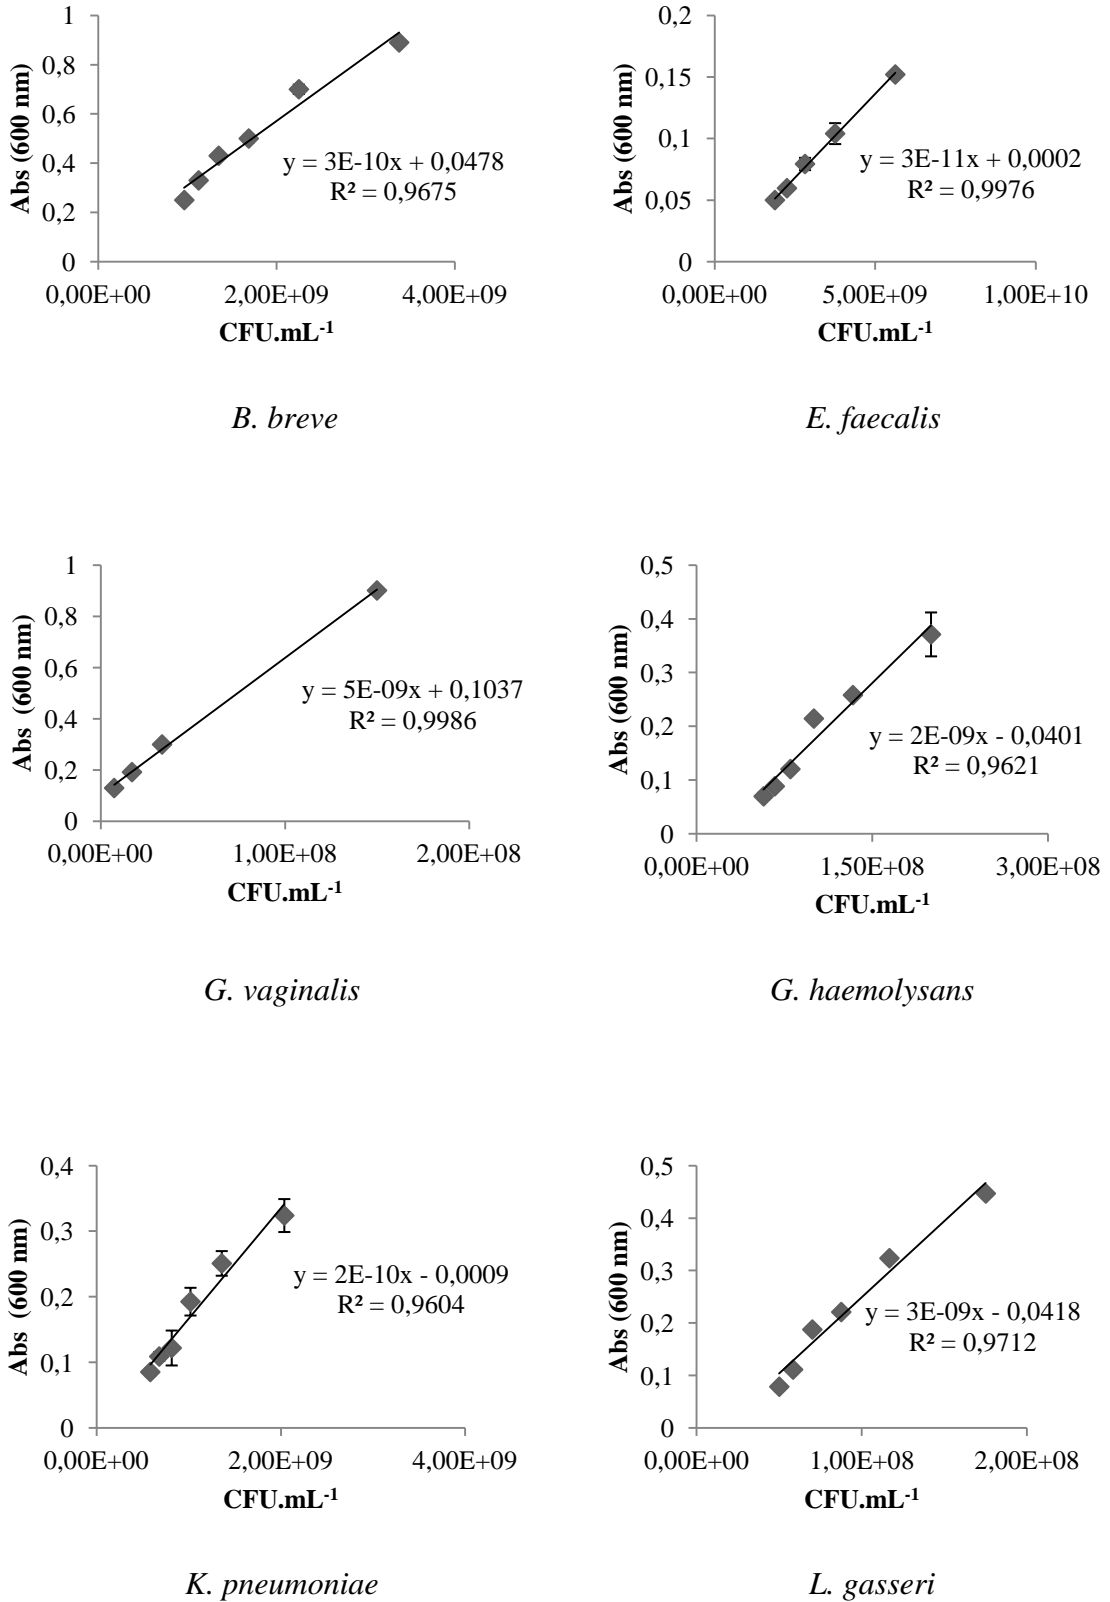 1
0,8
0,6
0,4
0,2
0
Abs (600 nm)
y = 3E-10x + 0,0478
R² = 0,9675
0,00E+00 2,00E+09 4,00E+09
CFU.mL-1
B. breve
0,2
0,15
0,1
0,05
0
Abs (600 nm)
y = 3E-11x + 0,0002
R² = 0,9976
0,00E+00 5,00E+09 1,00E+10
CFU.mL-1
E. faecalis
1
0,8
0,6
0,4
0,2
0
Abs (600 nm)
y = 5E-09x + 0,1037
R² = 0,9986
0,00E+00 1,00E+08 2,00E+08
CFU.mL-1
G. vaginalis
0,5
0,4
0,3
0,2
0,1
0
Abs (600 nm)
y = 2E-09x - 0,0401
R² = 0,9621
0,00E+00 1,50E+08 3,00E+08
CFU.mL-1
G. haemolysans
0,4
0,3
0,2
0,1
0
Abs (600 nm)
y = 2E-10x - 0,0009
R² = 0,9604
0,00E+00 2,00E+09 4,00E+09
CFU.mL-1
K. pneumoniae
0,5
0,4
0,3
0,2
0,1
0
Abs (600 nm)
y = 3E-09x - 0,0418
R² = 0,9712
0,00E+00 1,00E+08 2,00E+08
CFU.mL-1
L. gasseri